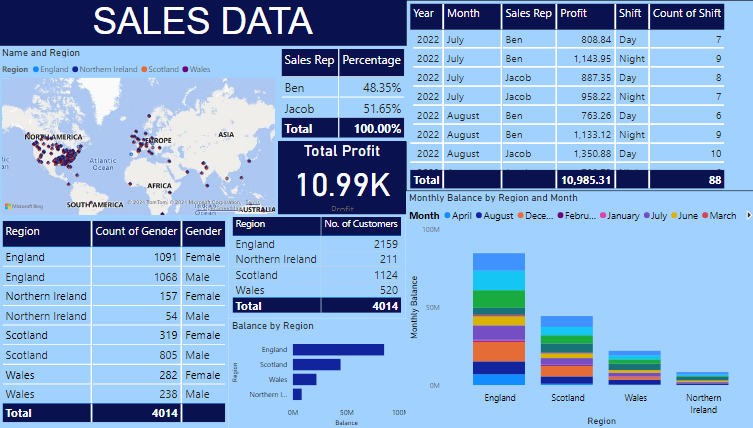 SALES DATA
Name and Region
Region England Northern Ireland Scotland Wales
NORTH AMERICA
EUROPE
ASIA
Atlantic
Ocean
AFRICA
SOUTH AMERICA
AUSTRALIA
Microsoft Bing
© 2024 TomTom, © 2024 Microsoft Corporation
Sales Rep Percentage
Ben 48.35%
Jacob 51.65%
Total 100.00%
Total Profit
10.99K
Profit
Year Month Sales Rep Profit Shift Count of Shift
2022 July Ben 808.84 Day 7
2022 July Ben 1,143.95 Night 9
2022 July Jacob 887.35 Day 8
2022 July Jacob 958.22 Night 7
2022 August Ben 763.26 Day 6
2022 August Ben 1,133.12 Night 9
2022 August Jacob 1,350.88 Day 10
Total 10,985.31 88
Region Count of Gender Gender
England 1091 Female
England 1068 Male
Northern Ireland 157 Female
Northern Ireland 54 Male
Scotland 319 Female
Scotland 805 Male
Wales 282 Female
Wales 238 Male
Total 4014
Region No. of Customers
England 2159
Northern Ireland 211
Scotland 1124
Wales 520
Total 4014
Balance by Region
Region
England
Scotland
Wales
Northern I...
0M 50M 100M
Balance
Monthly Balance by Region and Month
Month April August Dece... Febru... January July June March
Monthly Balance
100M
50M
0M
England Scotland Wales Northern
Ireland
Region